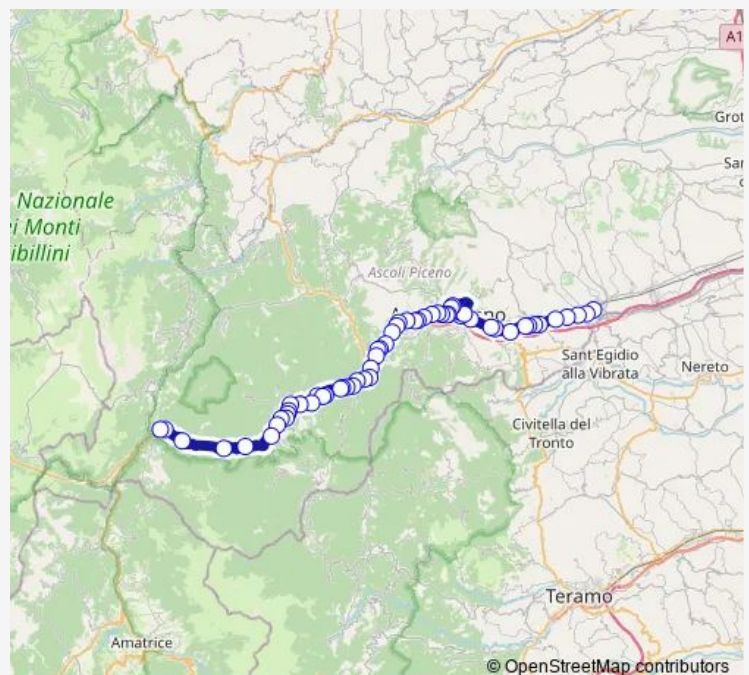 A1
Grot
Nazionale
ei Monti
ibillini
Ascoli Piceno
Sant'Egidio
alla Vibrata
Nereto
Civitella del
Tronto
Teramo
Amatrice
© OpenStreetMap contributors